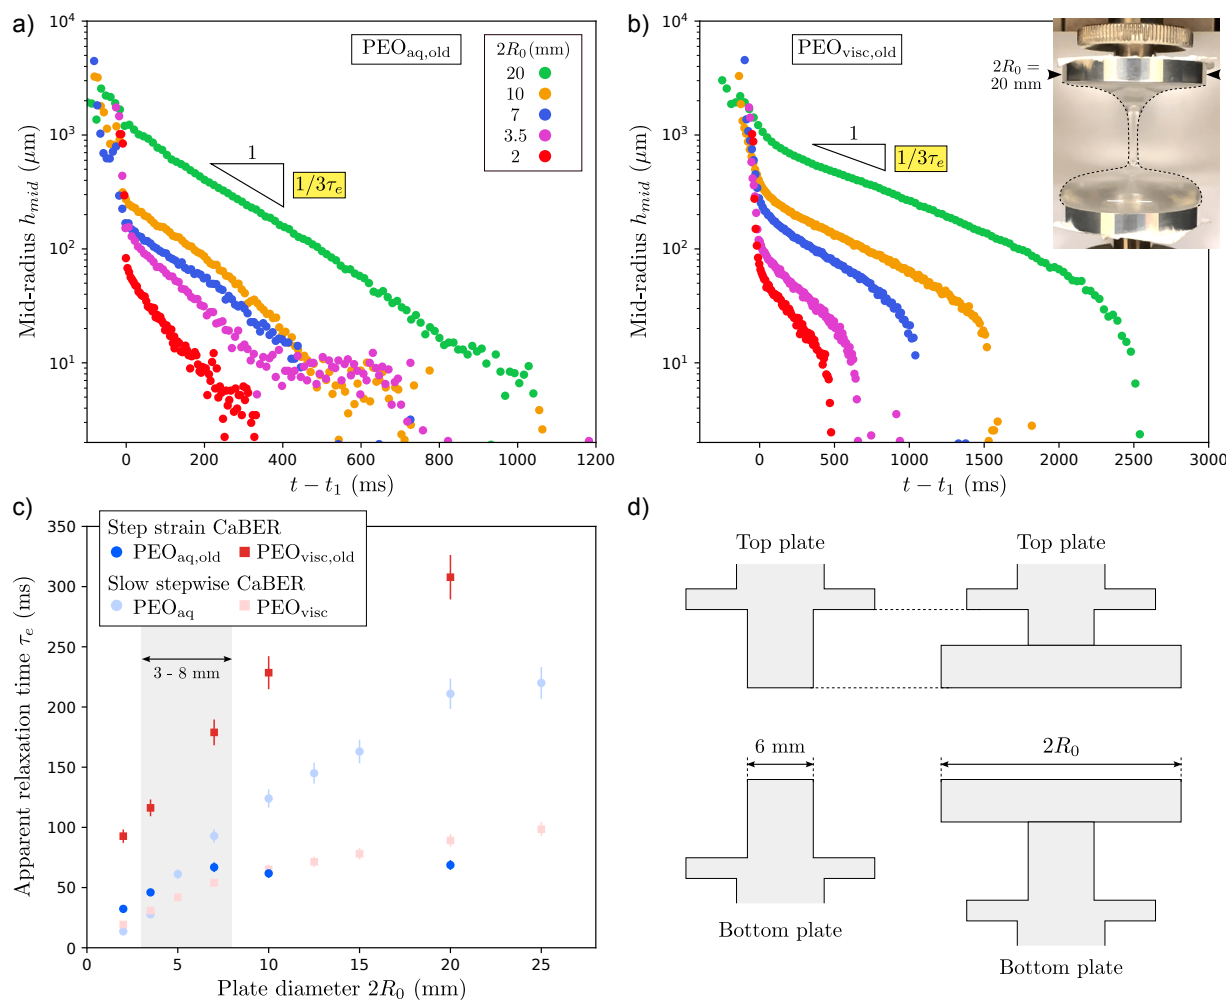 a)
PEO_aq,old
2R_0 (mm)
20
10
7
3.5
2
1
1/3τ_e
Mid-radius h_mid (μm)
10^4
10^3
10^2
10^1
0 200 400 600 800 1000 1200
t − t_1 (ms)
b)
PEO_visc,old
2R_0 =
20 mm
1
1/3τ_e
Mid-radius h_mid (μm)
10^4
10^3
10^2
10^1
0 500 1000 1500 2000 2500 3000
t − t_1 (ms)
c)
Step strain CaBER
PEO_aq,old PEO_visc,old
Slow stepwise CaBER
PEO_aq PEO_visc
3 - 8 mm
Apparent relaxation time τ_e (ms)
350
300
250
200
150
100
50
0
0 5 10 15 20 25
Plate diameter 2R_0 (mm)
d)
Top plate Top plate
6 mm 2R_0
Bottom plate
Bottom plate